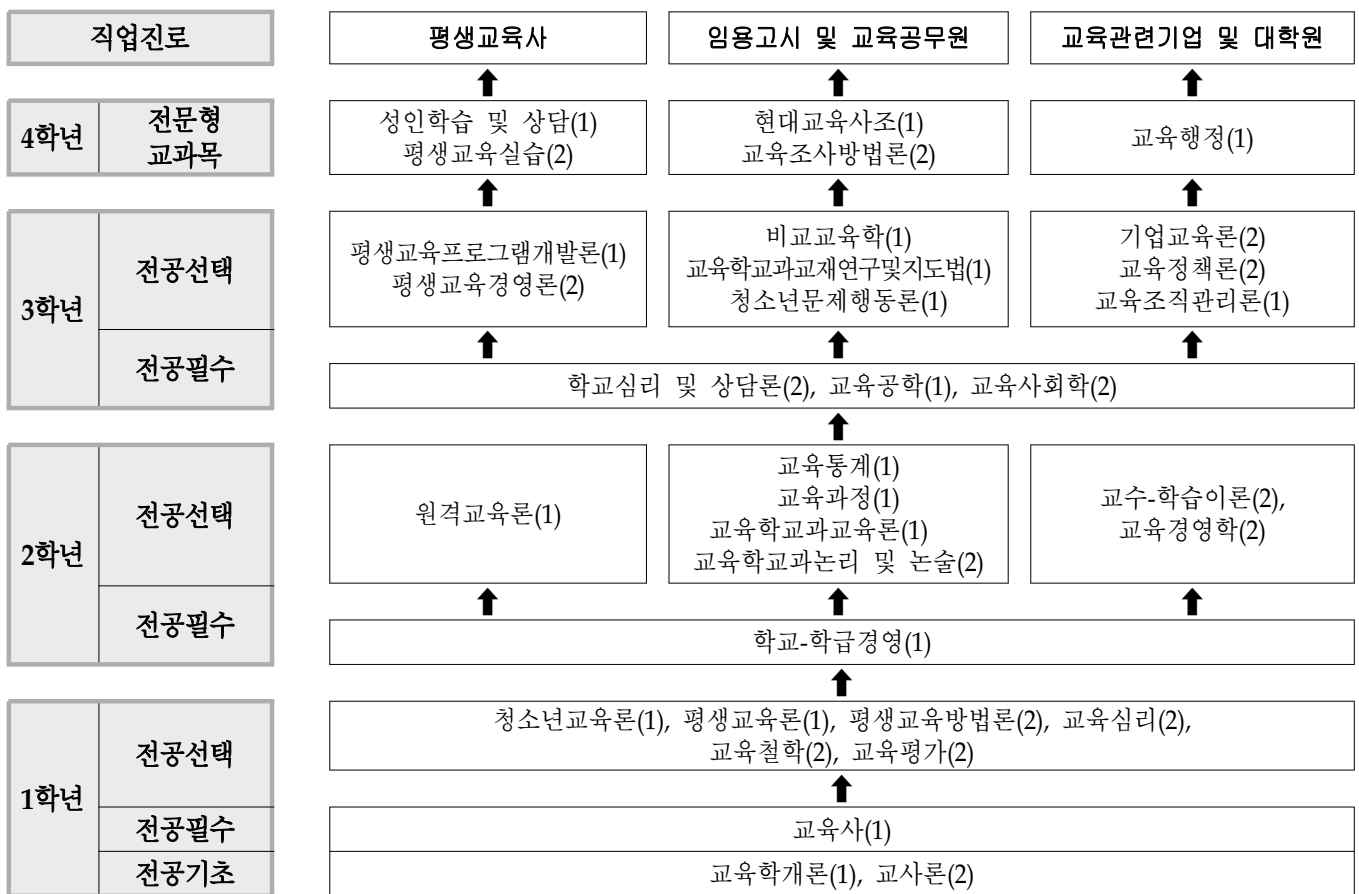 직업진로
평생교육사
임용고시 및 교육공무원
교육관련기업 및 대학원
4학년
전문형
교과목
성인학습 및 상담(1)
평생교육실습(2)
현대교육사조(1)
교육조사방법론(2)
교육행정(1)
3학년
전공선택
평생교육프로그램개발론(1)
평생교육경영론(2)
비교교육학(1)
교육학교과교재연구및지도법(1)
청소년문제행동론(1)
기업교육론(2)
교육정책론(2)
교육조직관리론(1)
전공필수
학교심리 및 상담론(2), 교육공학(1), 교육사회학(2)
2학년
전공선택
원격교육론(1)
교육통계(1)
교육과정(1)
교육학교과교육론(1)
교육학교과논리 및 논술(2)
교수-학습이론(2),
교육경영학(2)
전공필수
학교-학급경영(1)
1학년
전공선택
청소년교육론(1), 평생교육론(1), 평생교육방법론(2), 교육심리(2),
교육철학(2), 교육평가(2)
전공필수
교육사(1)
전공기초
교육학개론(1), 교사론(2)